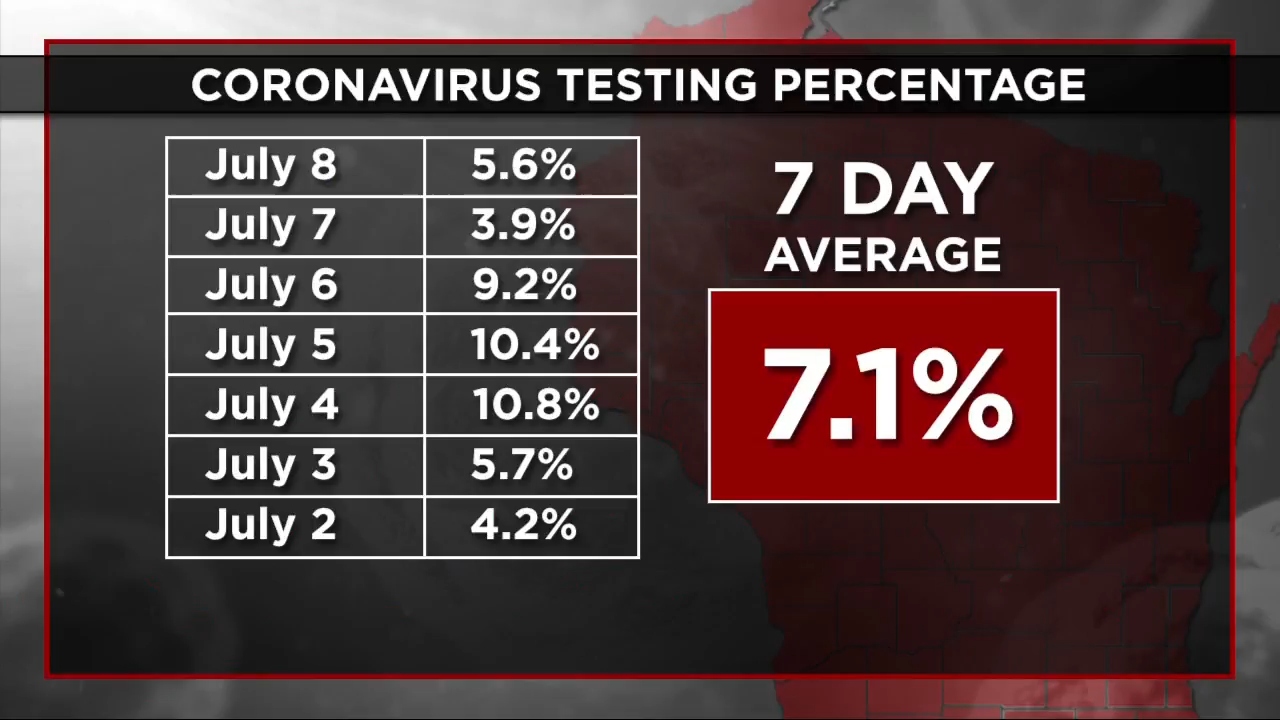 CORONAVIRUS TESTING PERCENTAGE
July 8 5.6%
July 7 3.9%
July 6 9.2%
July 5 10.4%
July 4 10.8%
July 3 5.7%
July 2 4.2%
7 DAY
AVERAGE
7.1%